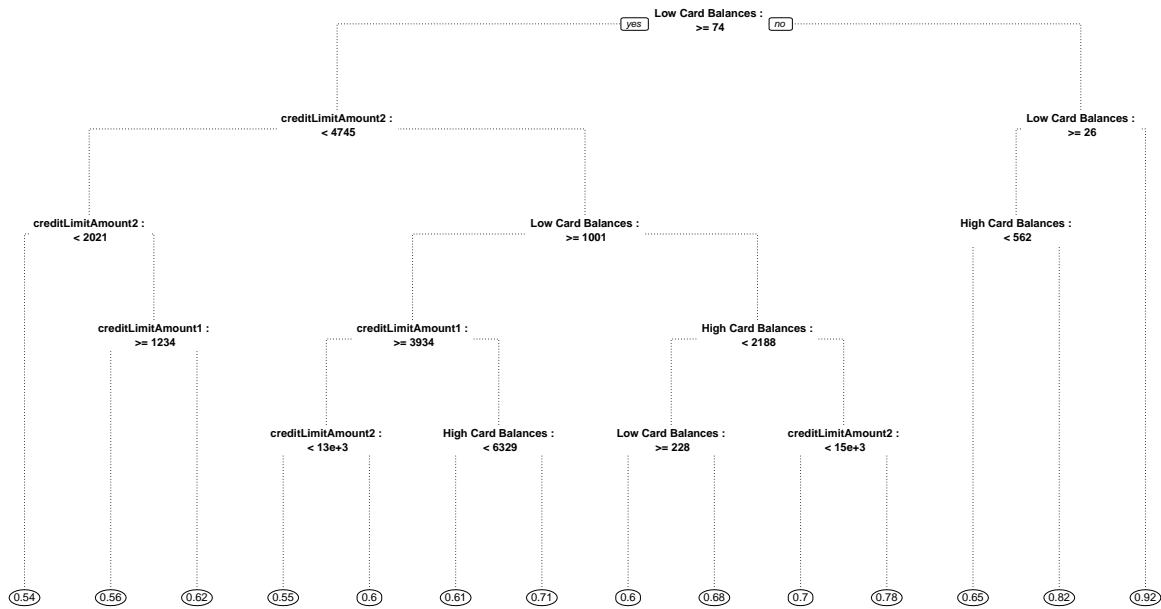 Low Card Balances :
yes
>= 74
no
creditLimitAmount2 :
< 4745
Low Card Balances :
>= 26
creditLimitAmount2 :
< 2021
Low Card Balances :
>= 1001
High Card Balances :
< 562
creditLimitAmount1 :
>= 1234
creditLimitAmount1 :
>= 3934
High Card Balances :
< 2188
creditLimitAmount2 :
< 13e+3
High Card Balances :
< 6329
Low Card Balances :
>= 228
creditLimitAmount2 :
< 15e+3
0.54
0.56
0.62
0.55
0.6
0.61
0.71
0.6
0.68
0.7
0.78
0.65
0.82
0.92